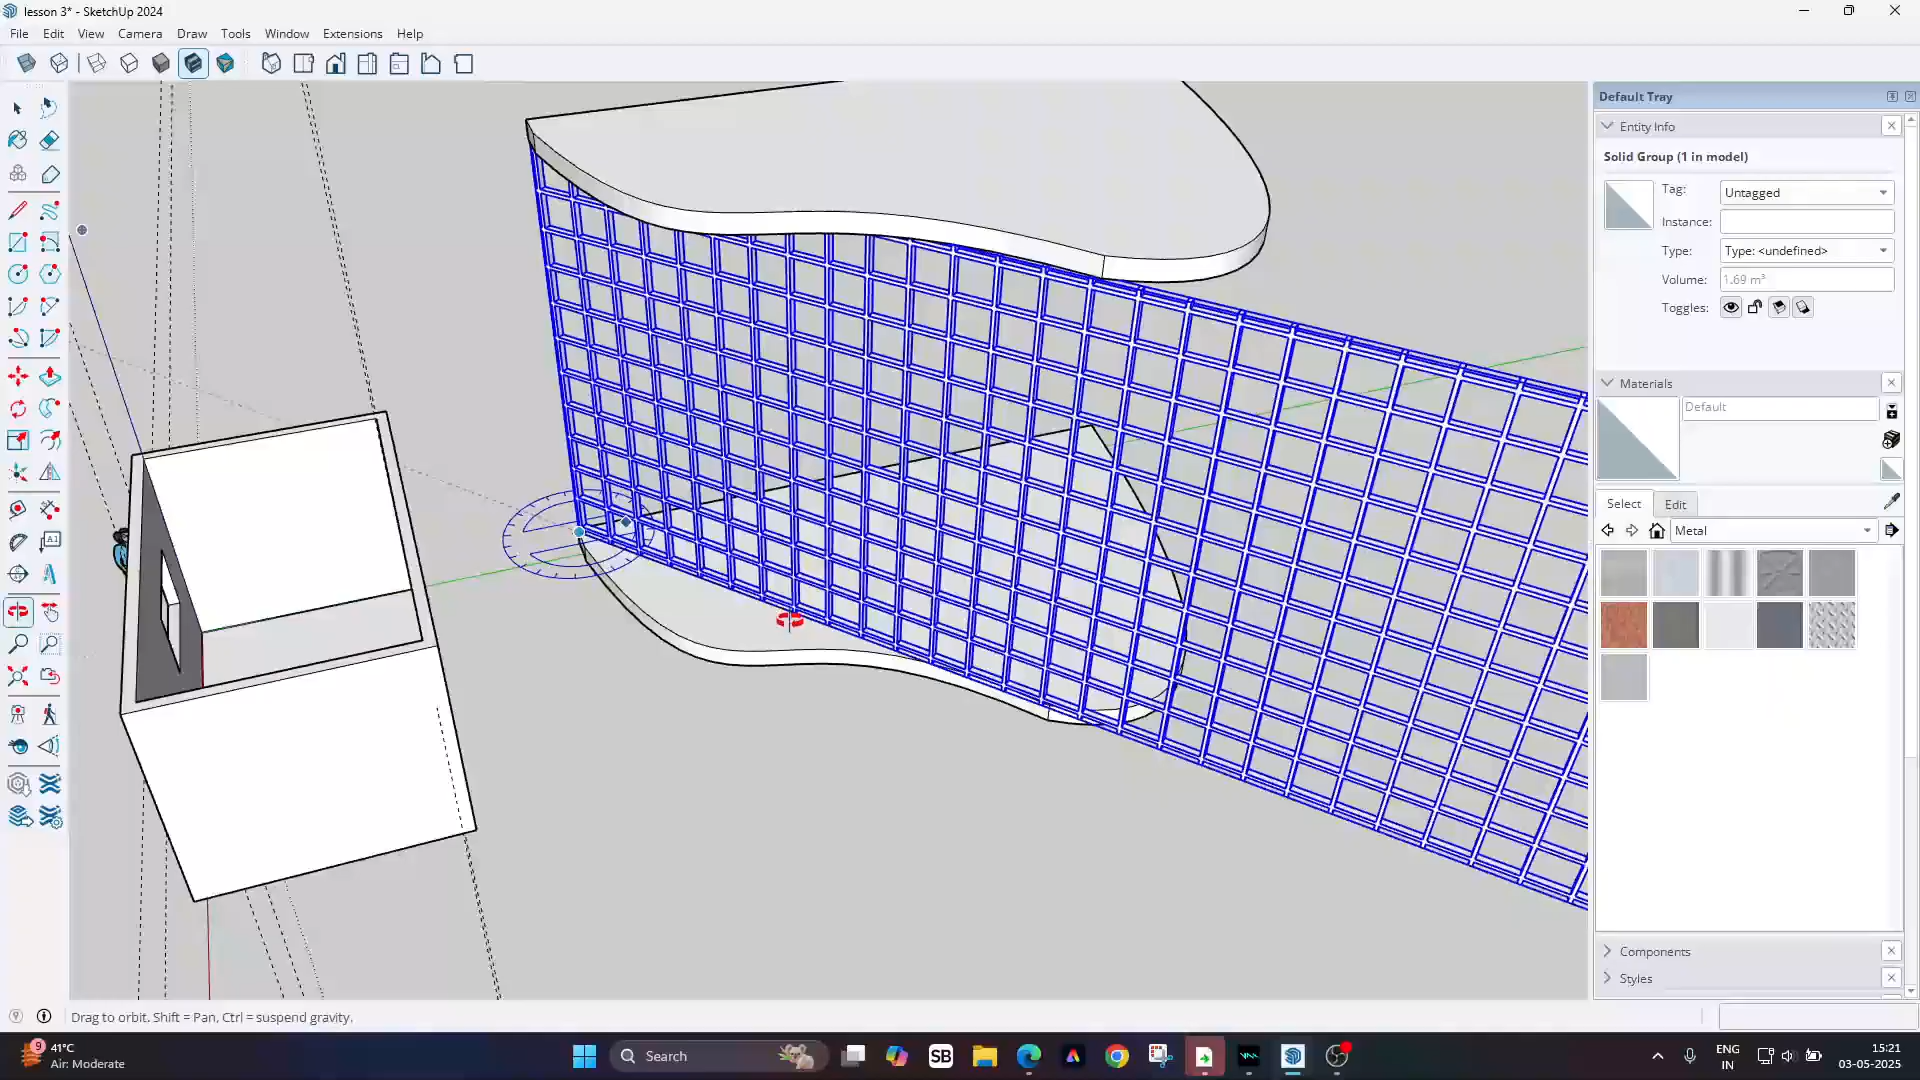 lesson 3* - SketchUp 2024
File Edit View Camera Draw Tools Window Extensions Help
Default Tray
Entity Info
Solid Group (1 in model)
Tag: Untagged
Instance:
Type: Type: <undefined>
Volume: 1.69 m³
Toggles:
Materials
Default
Select Edit
Metal
Components
Styles
Drag to orbit. Shift = Pan, Ctrl = suspend gravity.
9
41°C
Air: Moderate
Search
SB
ENG
IN
15:21
03-05-2025